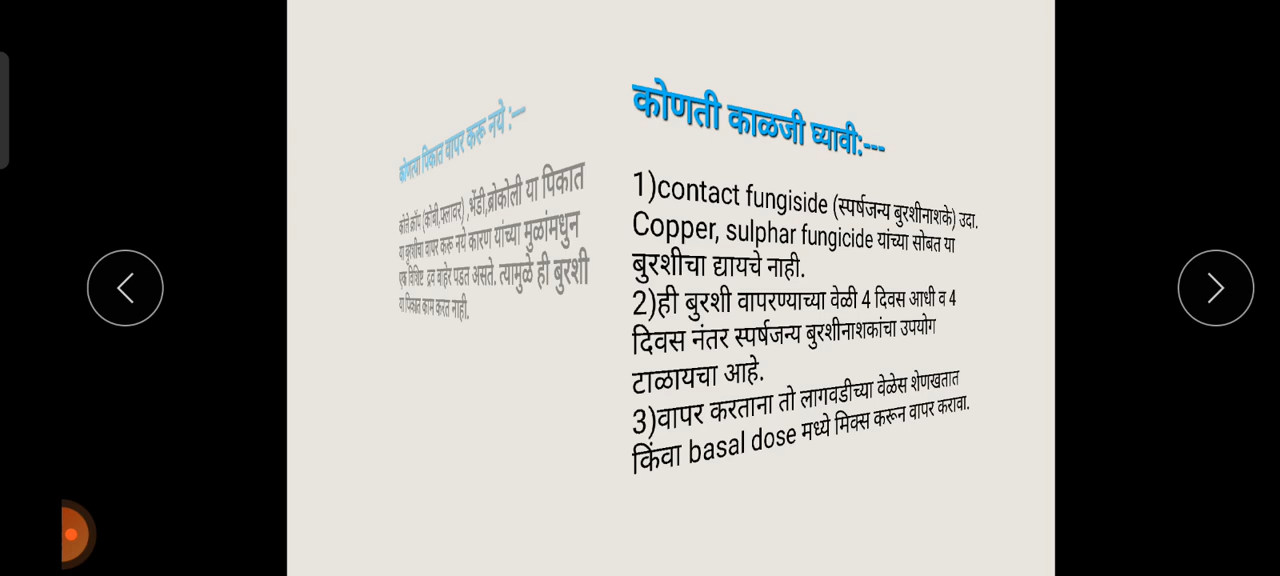 कोणत्या पिकात वापर करू नये :---
कोले क्रॉप (कोबी,फ्लावर) ,भेंडी,ब्रोकोली या पिकात
या बुरशीचा वापर करू नये कारण यांच्या मुळांमधुन
एक विशिष्ट द्रव बाहेर पडत असते. त्यामुळे ही बुरशी
या पिकात काम करत नाही.
कोणती काळजी घ्यावी:---
1)contact fungiside (स्पर्षजन्य बुरशीनाशके) उदा.
Copper, sulphar fungicide यांच्या सोबत या
बुरशीचा द्यायचे नाही.
2)ही बुरशी वापरण्याच्या वेळी 4 दिवस आधी व 4
दिवस नंतर स्पर्षजन्य बुरशीनाशकांचा उपयोग
टाळायचा आहे.
3)वापर करताना तो लागवडीच्या वेळेस शेणखतात
किंवा basal dose मध्ये मिक्स करून वापर करावा.